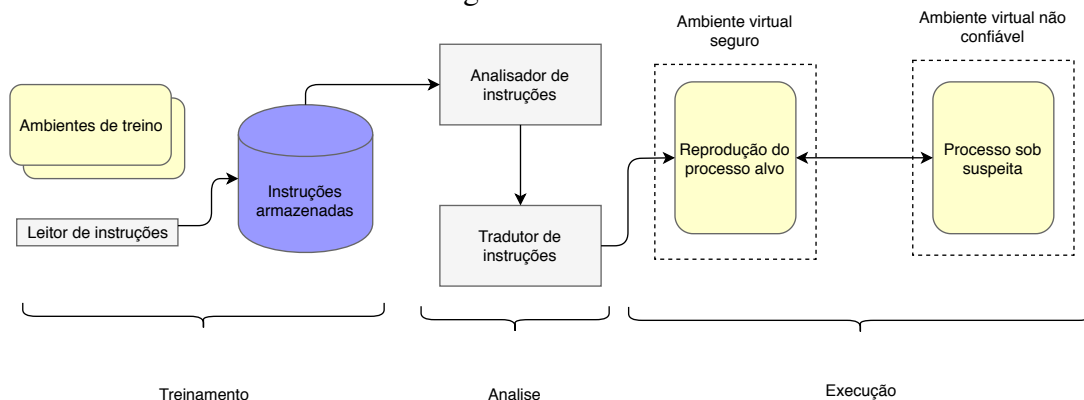 Ambiente virtual
seguro
Ambiente virtual não
confiável
Ambientes de treino
Leitor de instruções
Instruções
armazenadas
Analisador de
instruções
Tradutor de
instruções
Reprodução do
processo alvo
Processo sob
suspeita
Treinamento
Analise
Execução